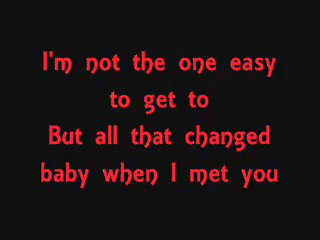 I'm not the one easy
to get to
But all that changed
baby when I met you